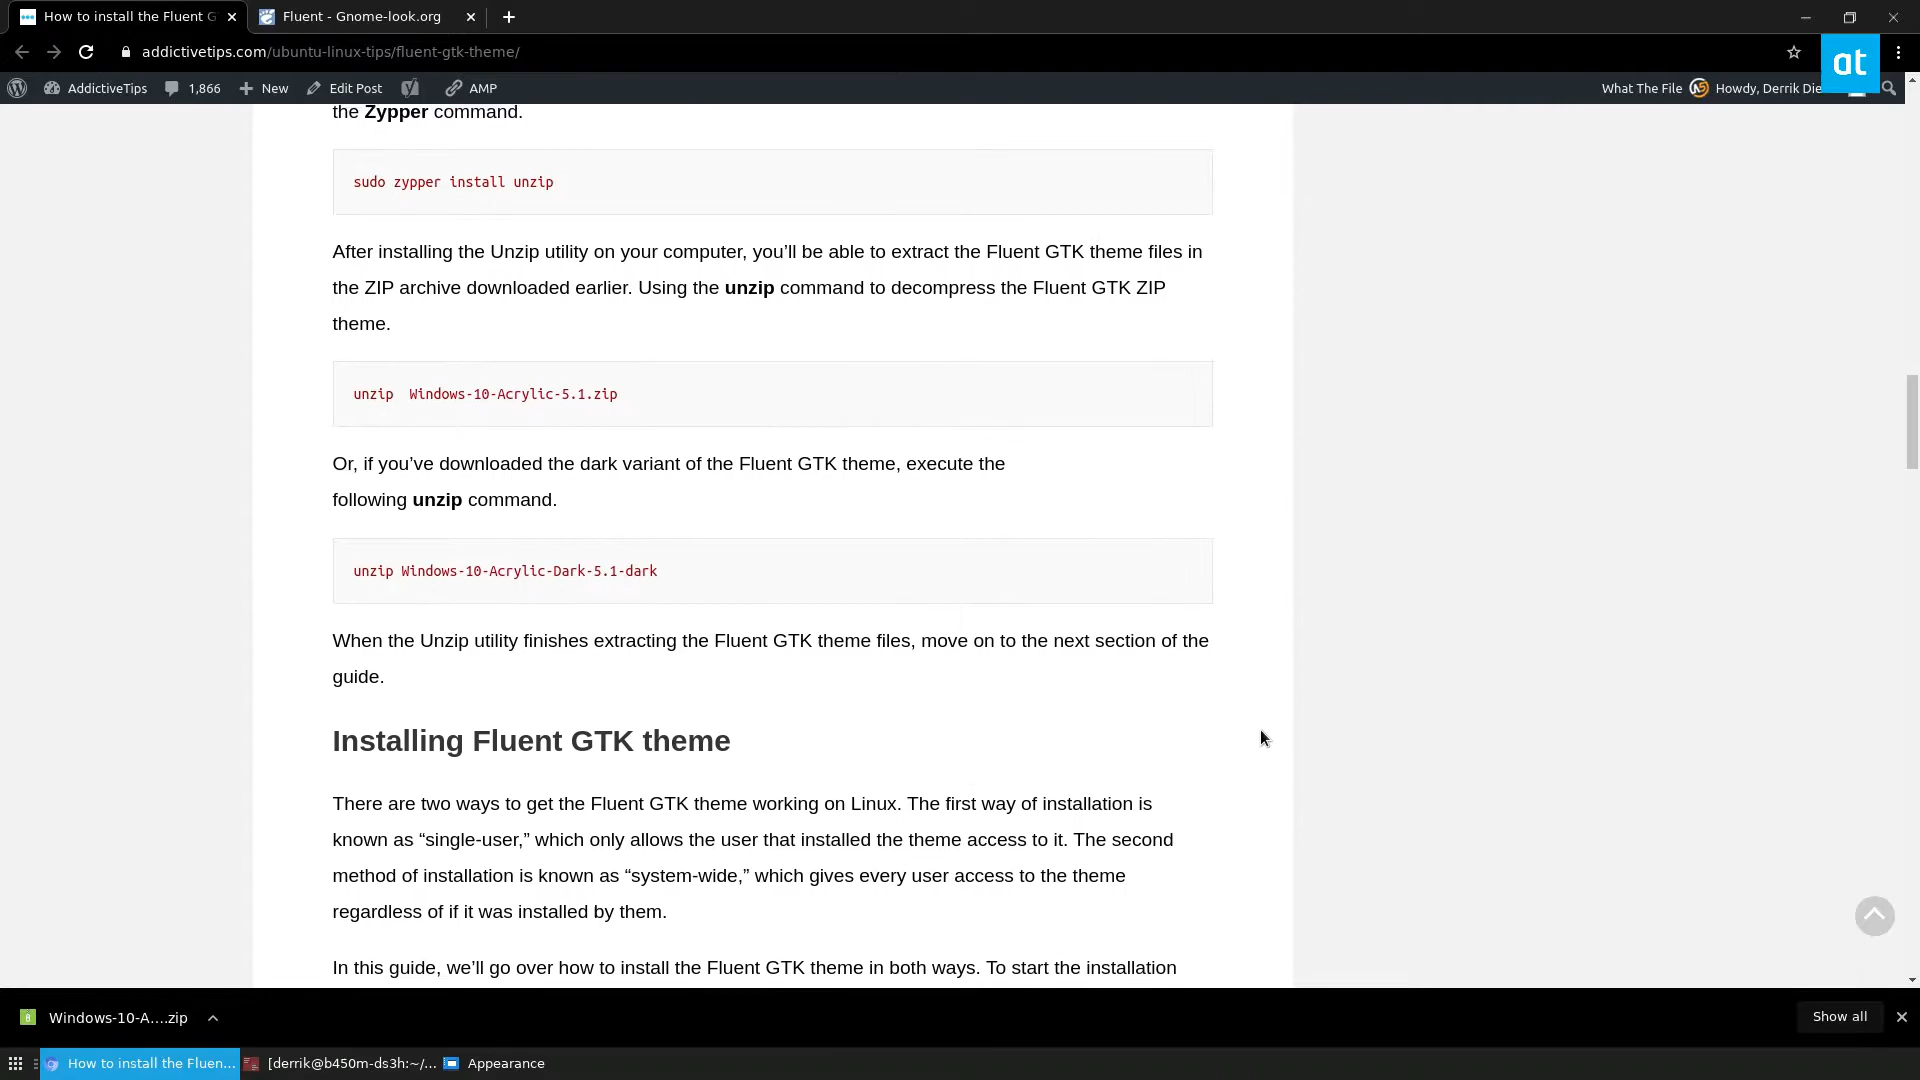 How to install the Fluent G
Fluent - Gnome-look.org
addictivetips.com/ubuntu-linux-tips/fluent-gtk-theme/
at
AddictiveTips 1,866 New Edit Post AMP
What The File Howdy, Derrik Die
the Zypper command.
sudo zypper install unzip
After installing the Unzip utility on your computer, you’ll be able to extract the Fluent GTK theme files in
the ZIP archive downloaded earlier. Using the unzip command to decompress the Fluent GTK ZIP
theme.
unzip  Windows-10-Acrylic-5.1.zip
Or, if you’ve downloaded the dark variant of the Fluent GTK theme, execute the
following unzip command.
unzip Windows-10-Acrylic-Dark-5.1-dark
When the Unzip utility finishes extracting the Fluent GTK theme files, move on to the next section of the
guide.
Installing Fluent GTK theme
There are two ways to get the Fluent GTK theme working on Linux. The first way of installation is
known as “single-user,” which only allows the user that installed the theme access to it. The second
method of installation is known as “system-wide,” which gives every user access to the theme
regardless of if it was installed by them.
In this guide, we’ll go over how to install the Fluent GTK theme in both ways. To start the installation
Windows-10-A....zip
Show all
How to install the Fluen...
[derrik@b450m-ds3h:~/...
Appearance